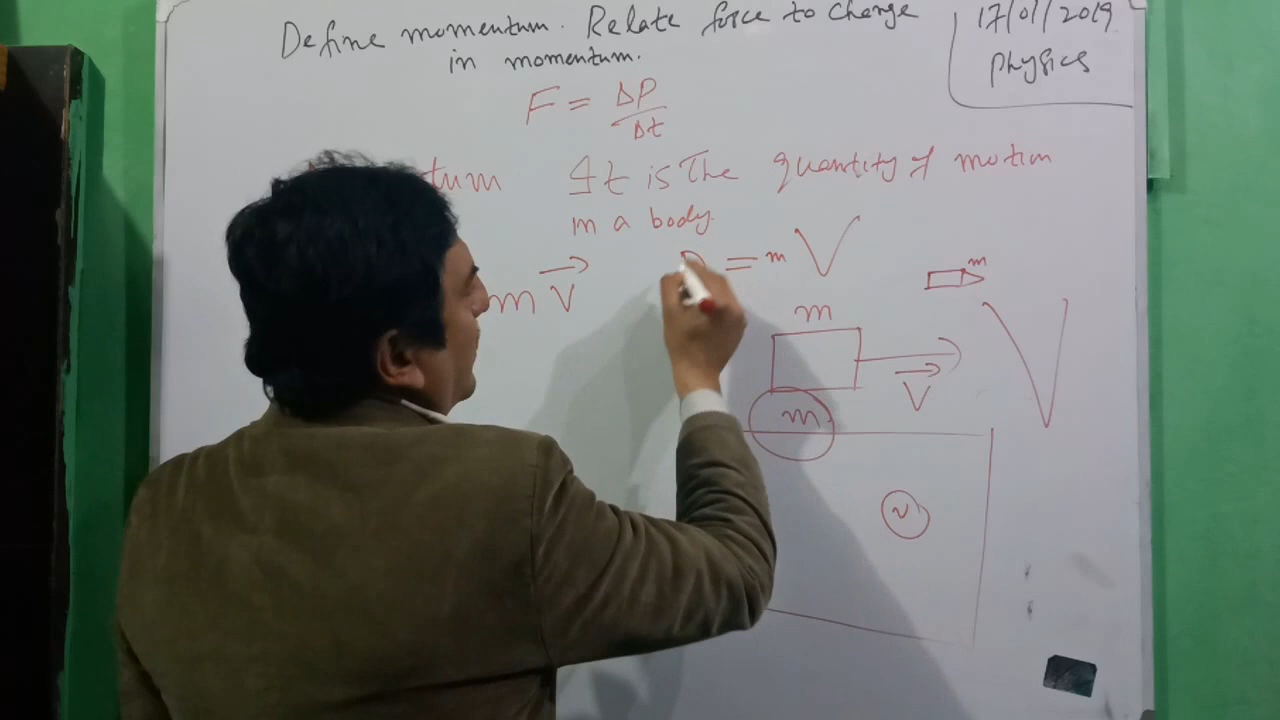 Define momentum. Relate force to change
in momentum.
17/01/2019
Physics
F = ΔP
Δt
tum It is The quantity of motion
in a body.
m V
= m V
m
m
V
V
m
v